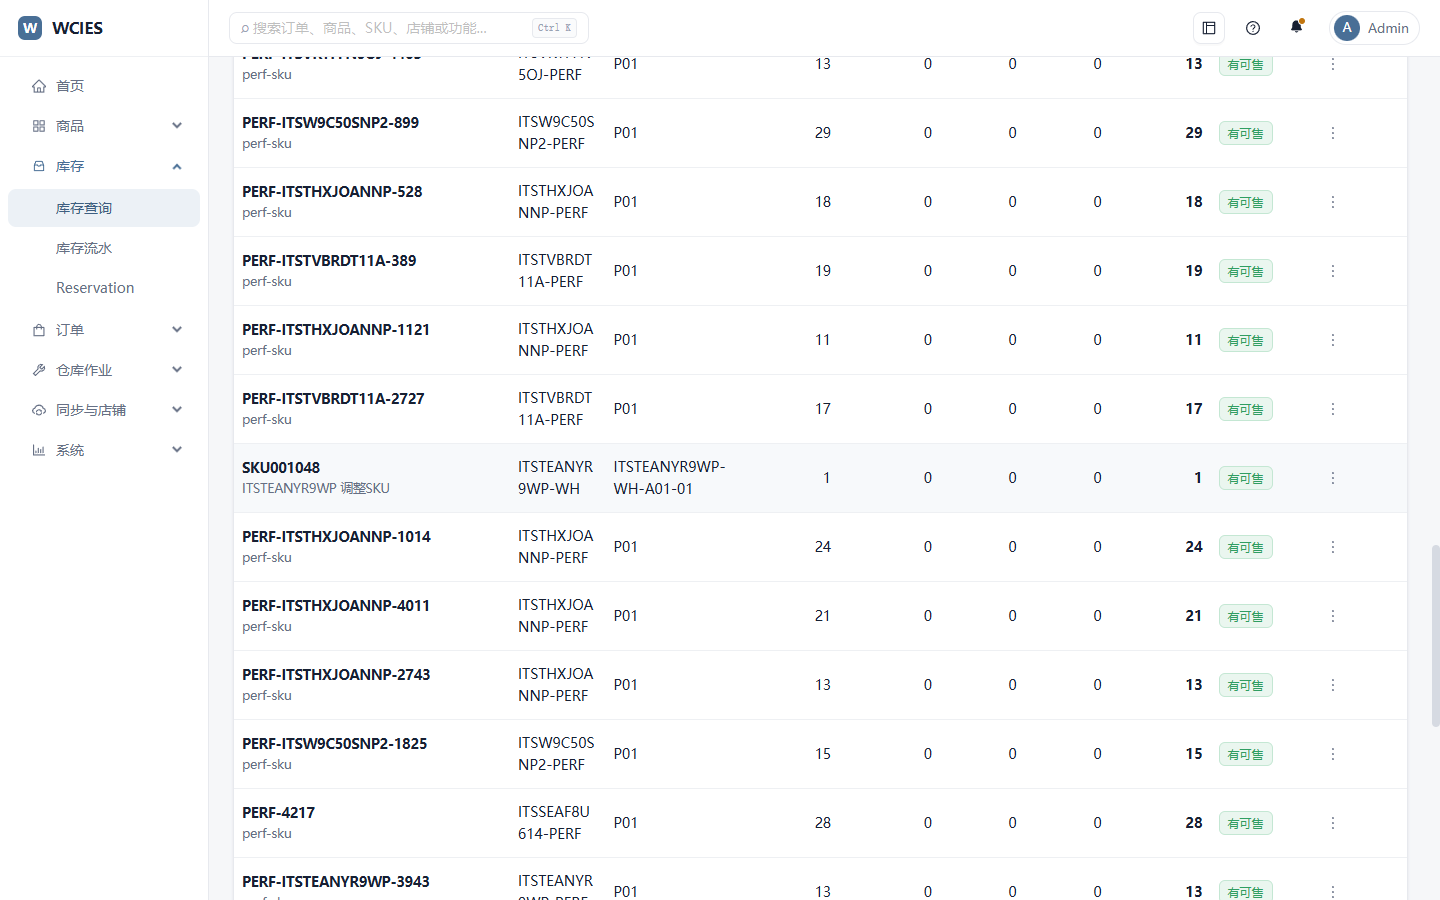 W WCIES
搜索订单、商品、SKU、店铺或功能... Ctrl K
A Admin
首页
商品
库存
库存查询
库存流水
Reservation
订单
仓库作业
同步与店铺
系统
perf-sku 5OJ-PERF P01 13 0 0 0 13 有可售
PERF-ITSW9C50SNP2-899
perf-sku
ITSW9C50S
NP2-PERF
P01 29 0 0 0 29 有可售
PERF-ITSTHXJOANNP-528
perf-sku
ITSTHXJOA
NNP-PERF
P01 18 0 0 0 18 有可售
PERF-ITSTVBRDT11A-389
perf-sku
ITSTVBRDT
11A-PERF
P01 19 0 0 0 19 有可售
PERF-ITSTHXJOANNP-1121
perf-sku
ITSTHXJOA
NNP-PERF
P01 11 0 0 0 11 有可售
PERF-ITSTVBRDT11A-2727
perf-sku
ITSTVBRDT
11A-PERF
P01 17 0 0 0 17 有可售
SKU001048
ITSTEANYR9WP 调整SKU
ITSTEANYR
9WP-WH
ITSTEANYR9WP-
WH-A01-01
1 0 0 0 1 有可售
PERF-ITSTHXJOANNP-1014
perf-sku
ITSTHXJOA
NNP-PERF
P01 24 0 0 0 24 有可售
PERF-ITSTHXJOANNP-4011
perf-sku
ITSTHXJOA
NNP-PERF
P01 21 0 0 0 21 有可售
PERF-ITSTHXJOANNP-2743
perf-sku
ITSTHXJOA
NNP-PERF
P01 13 0 0 0 13 有可售
PERF-ITSW9C50SNP2-1825
perf-sku
ITSW9C50S
NP2-PERF
P01 15 0 0 0 15 有可售
PERF-4217
perf-sku
ITSSEAF8U
614-PERF
P01 28 0 0 0 28 有可售
PERF-ITSTEANYR9WP-3943
ITSTEANYR
P01 13 0 0 0 13 有可售